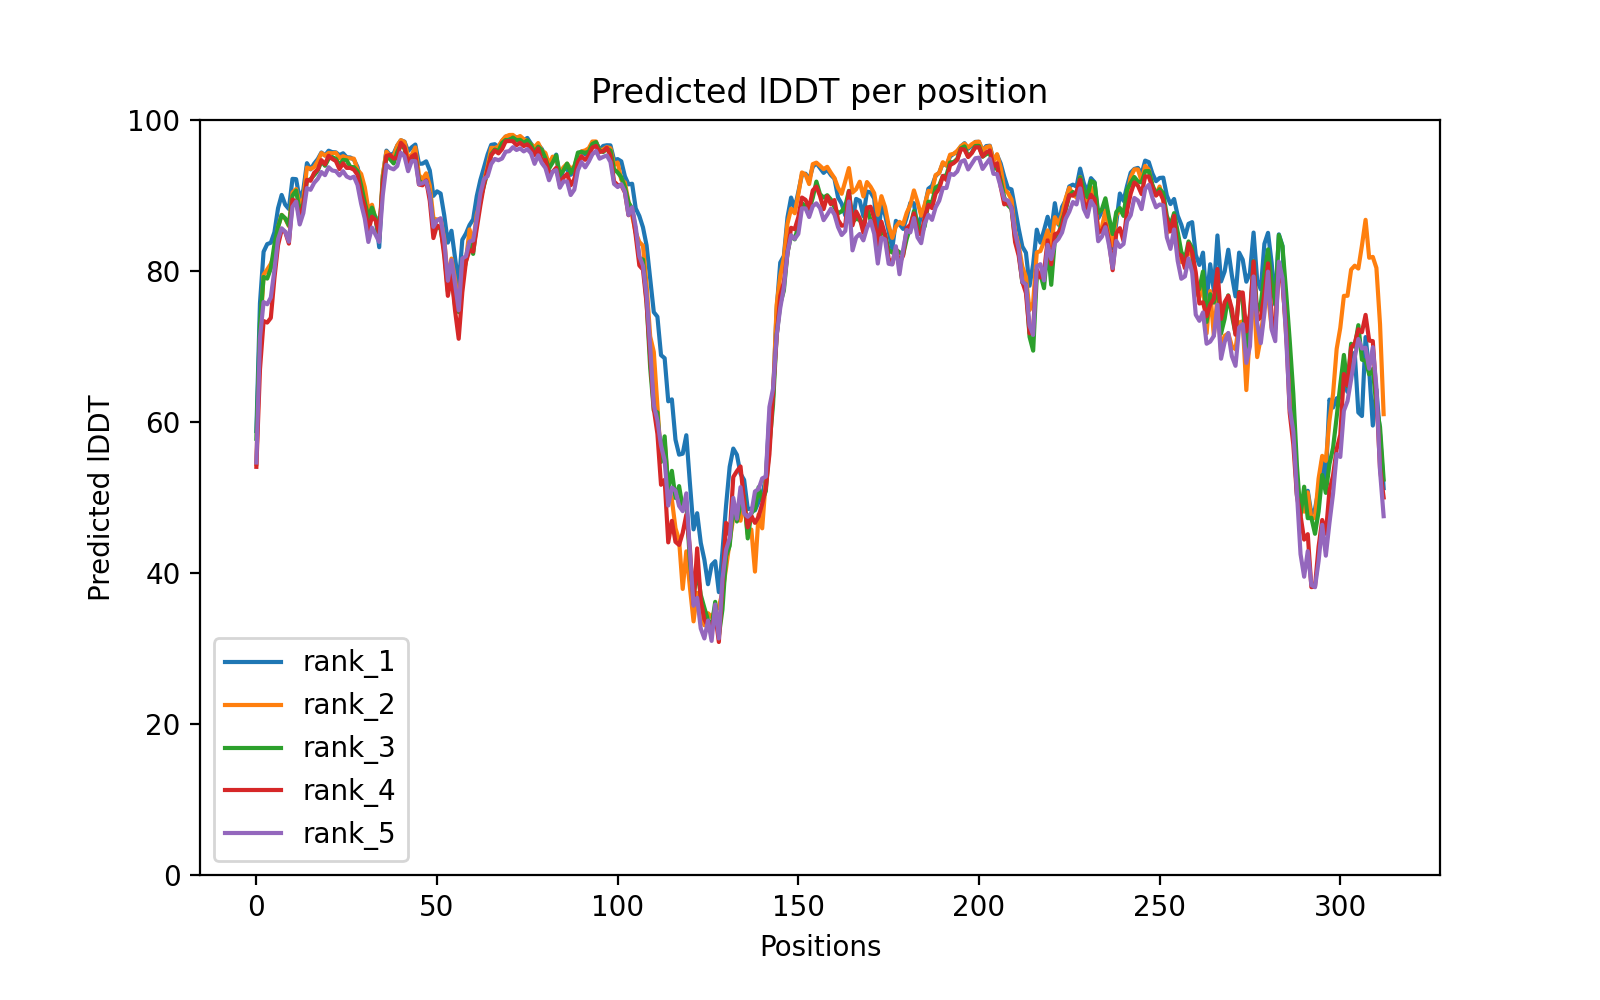 Predicted lDDT per position
100
80
60
40
20
0
Predicted lDDT
rank_1
rank_2
rank_3
rank_4
rank_5
0 50 100 150 200 250 300
Positions